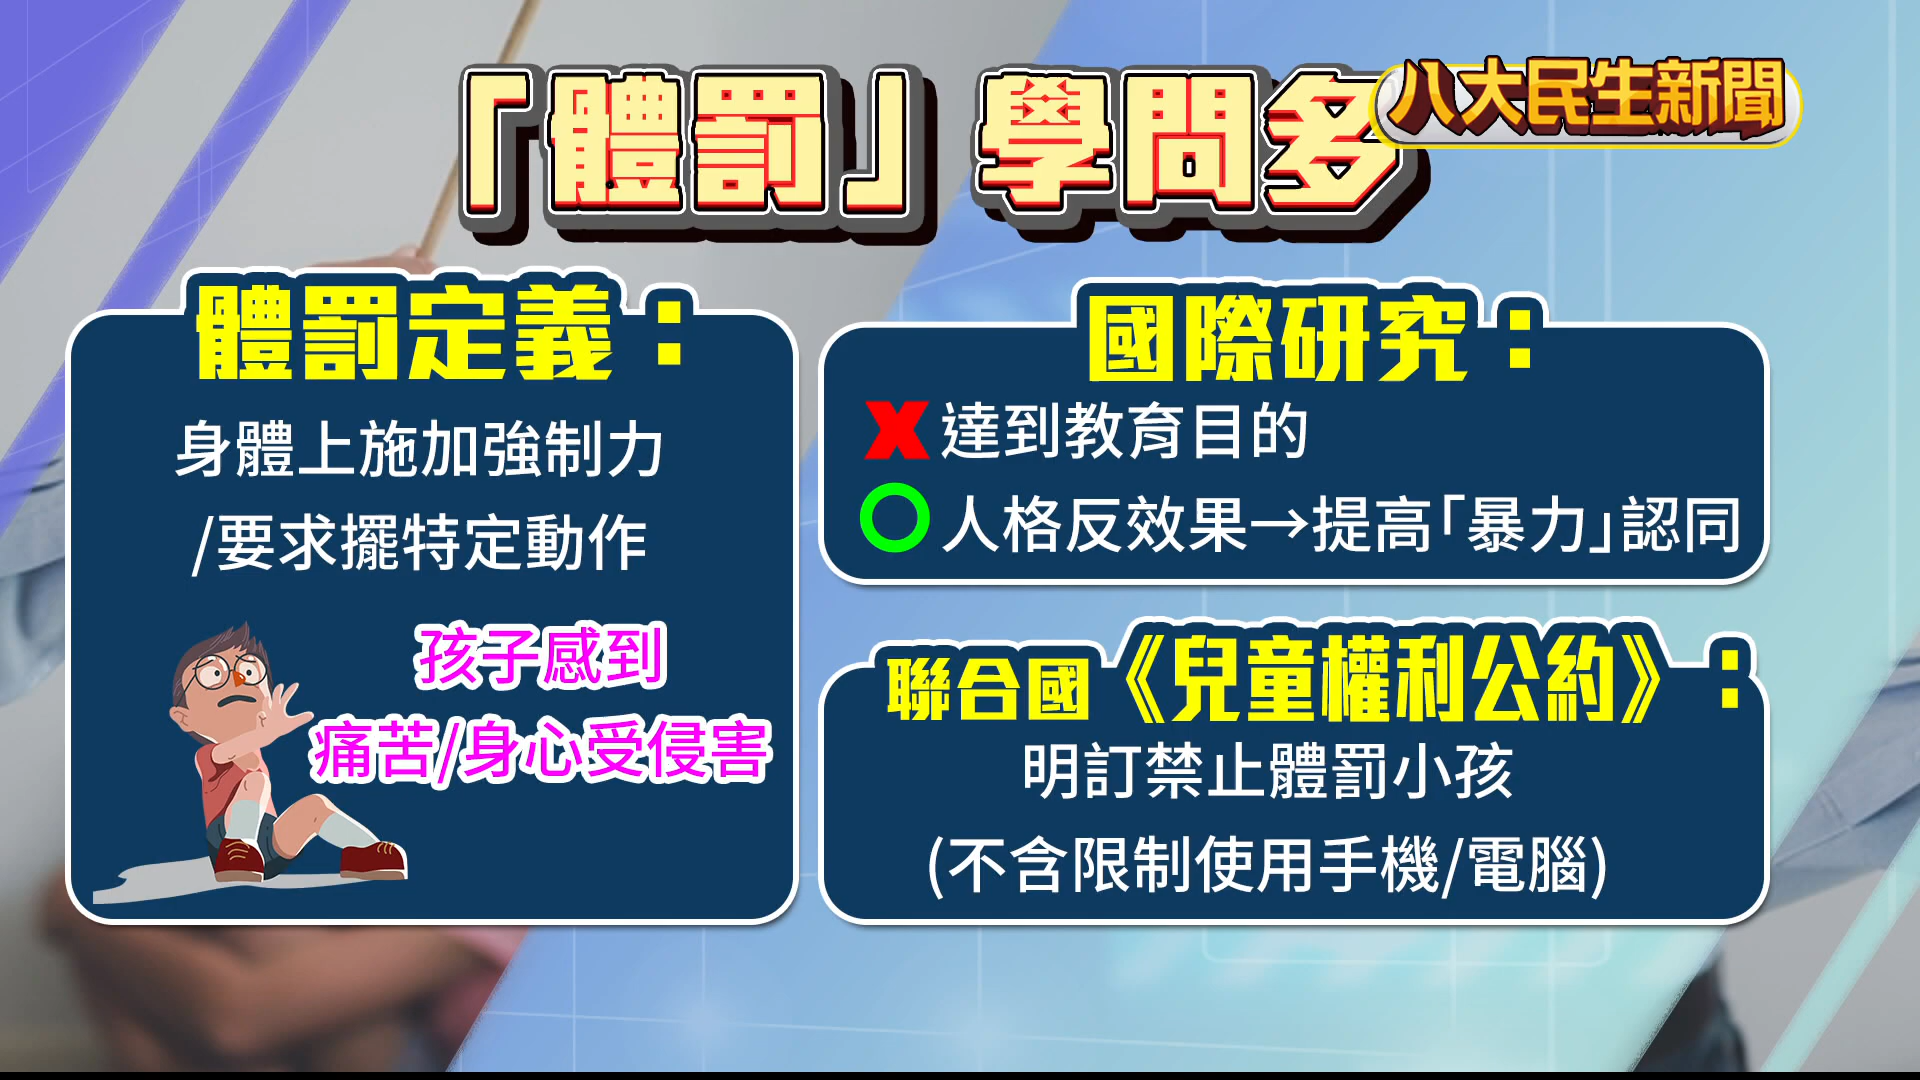 「體罰」學問多
八大民生新聞
體罰定義：
身體上施加強制力
/要求擺特定動作
孩子感到
痛苦/身心受侵害
國際研究：
X達到教育目的
○人格反效果→提高「暴力」認同
聯合國《兒童權利公約》：
明訂禁止體罰小孩
(不含限制使用手機/電腦)